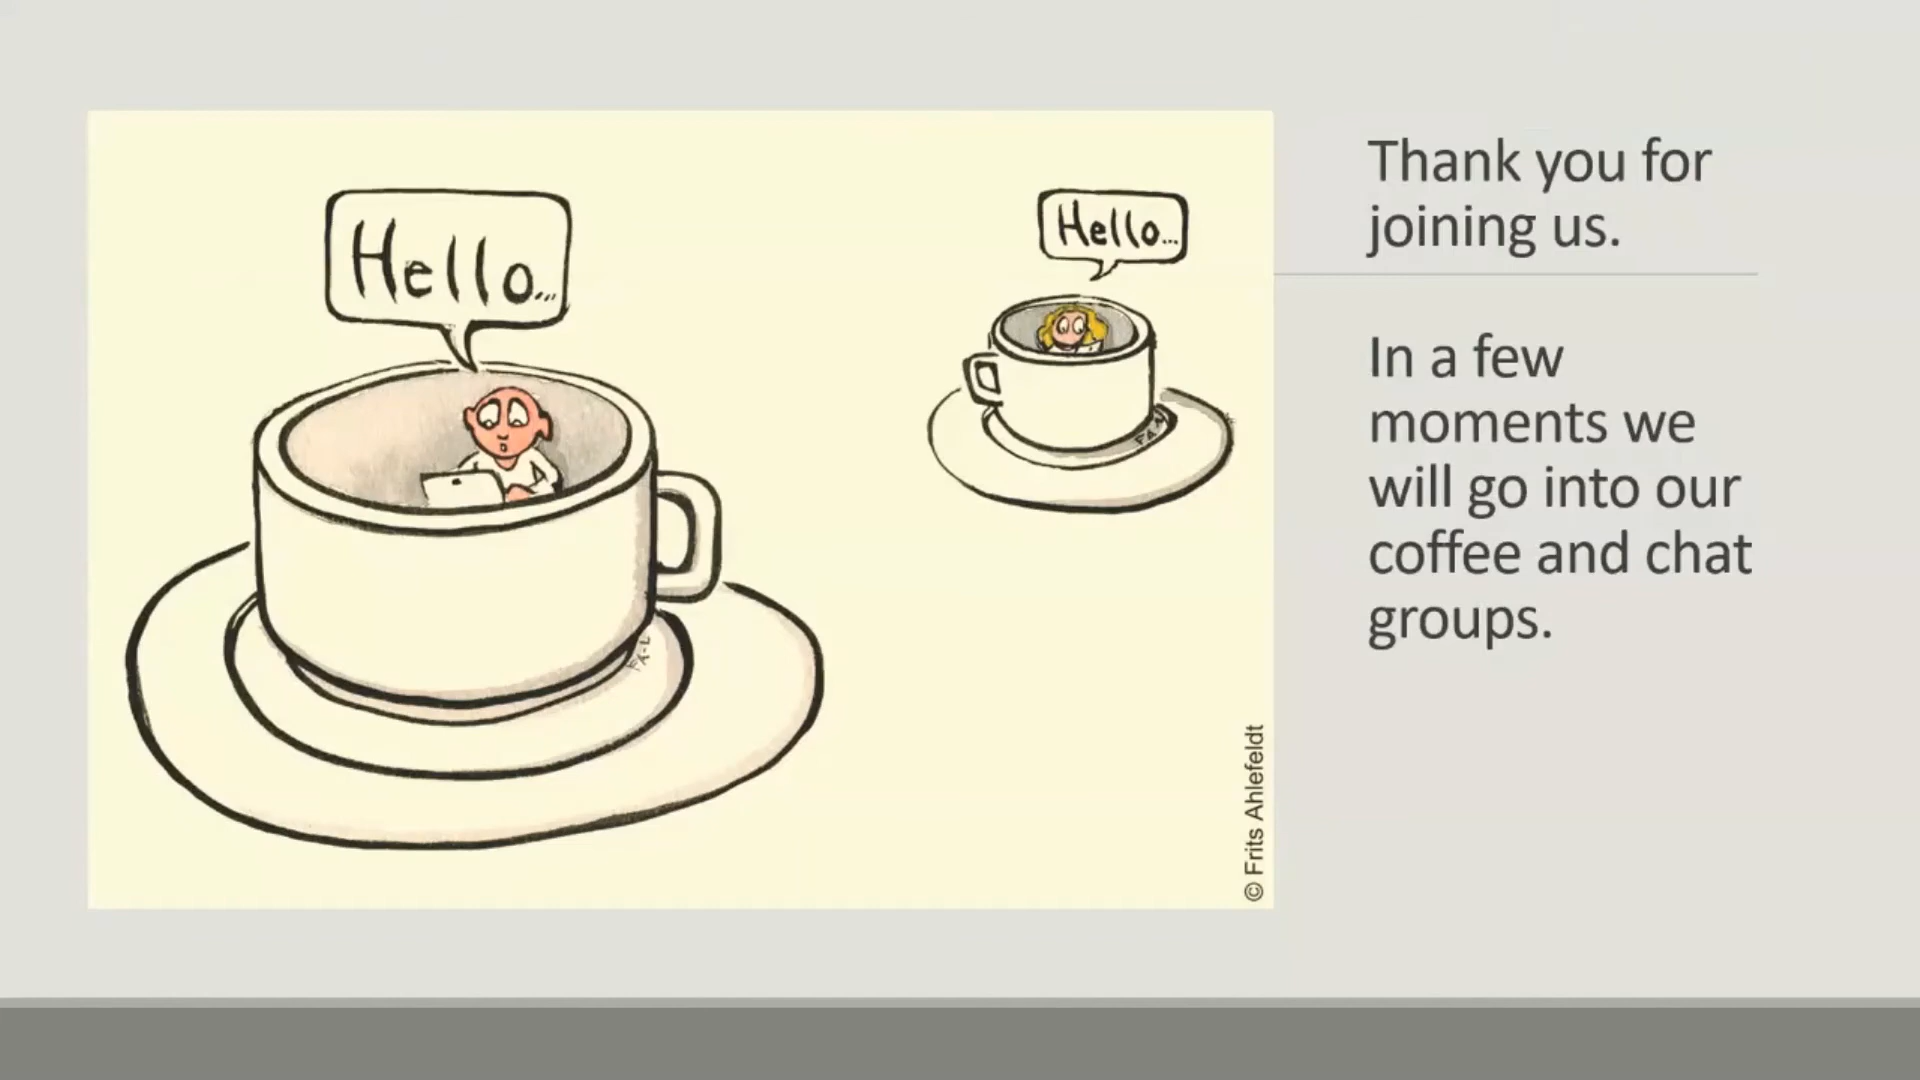 Hello...
Hello...
FA-L
© Frits Ahlefeldt
Thank you for
joining us.
In a few
moments we
will go into our
coffee and chat
groups.